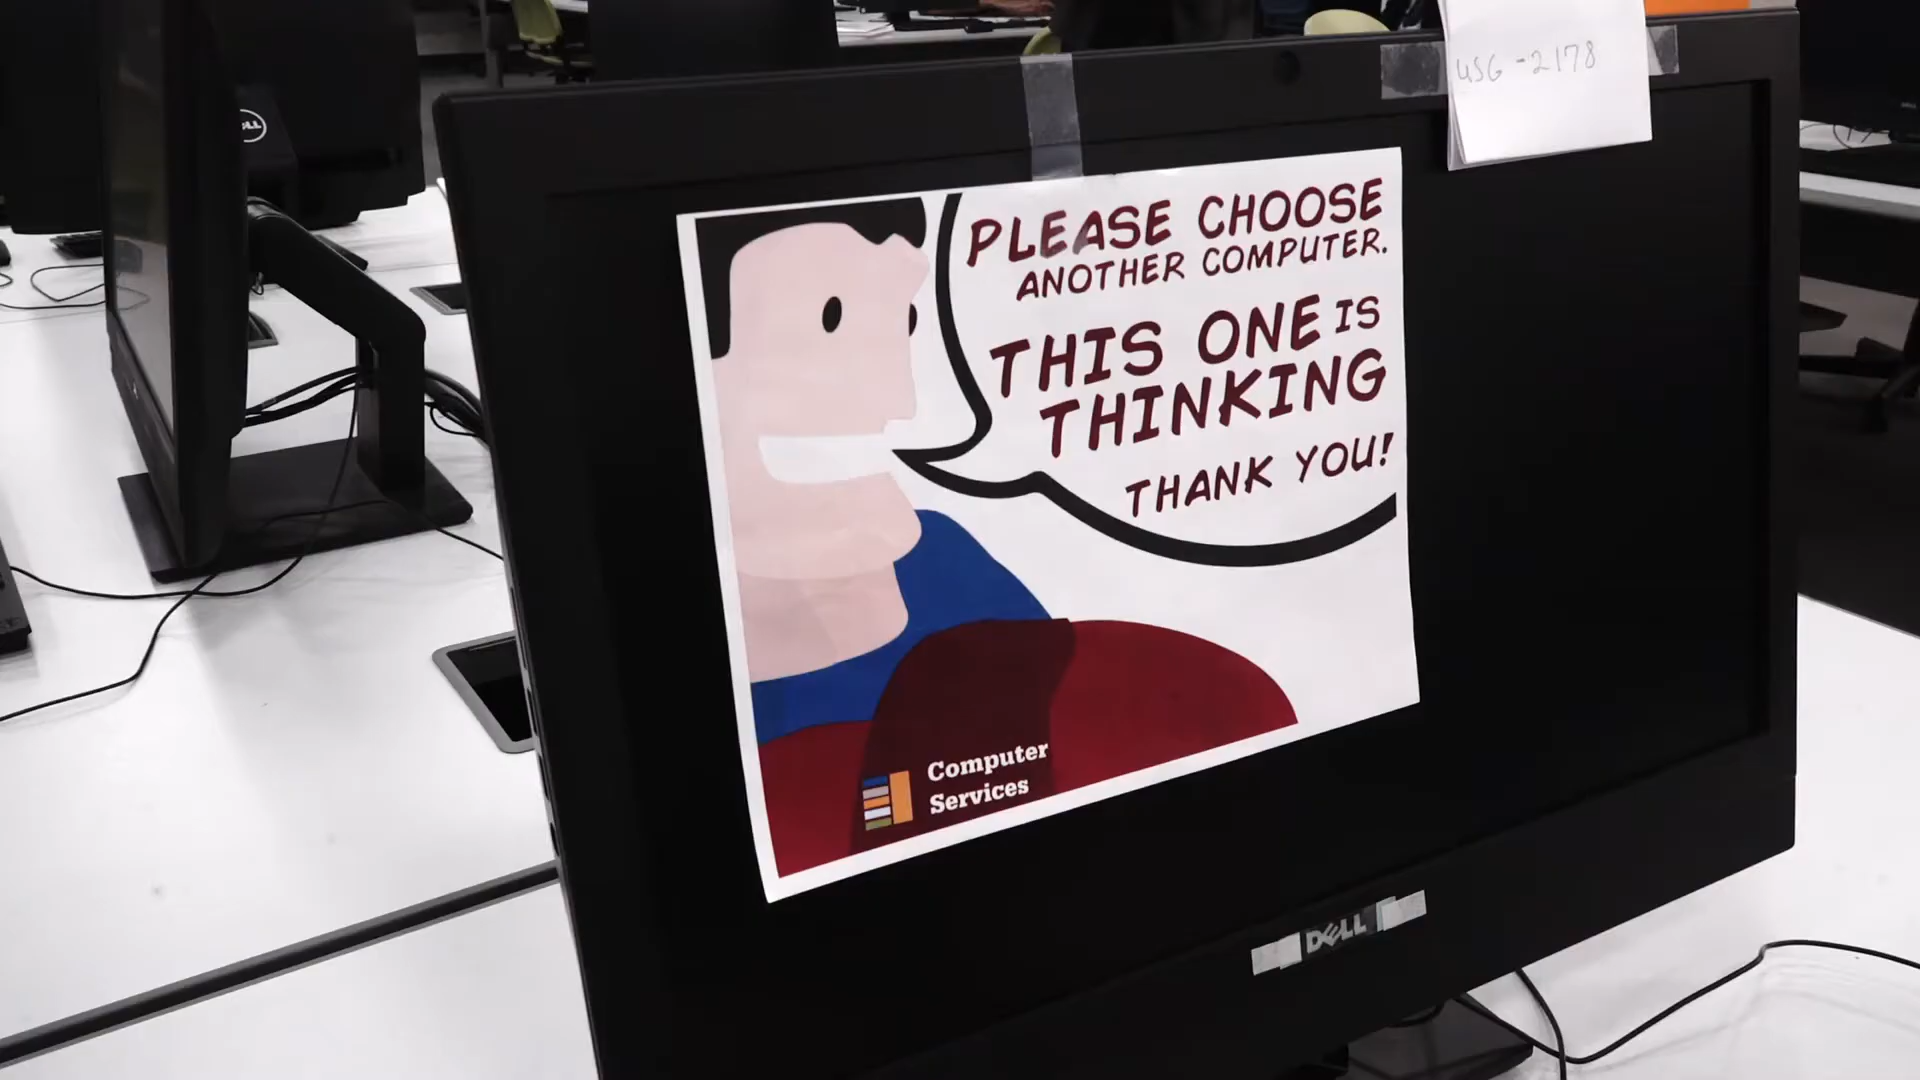 USG-2178
PLEASE CHOOSE
ANOTHER COMPUTER.
THIS ONE IS
THINKING
THANK YOU!
Computer
Services
DELL